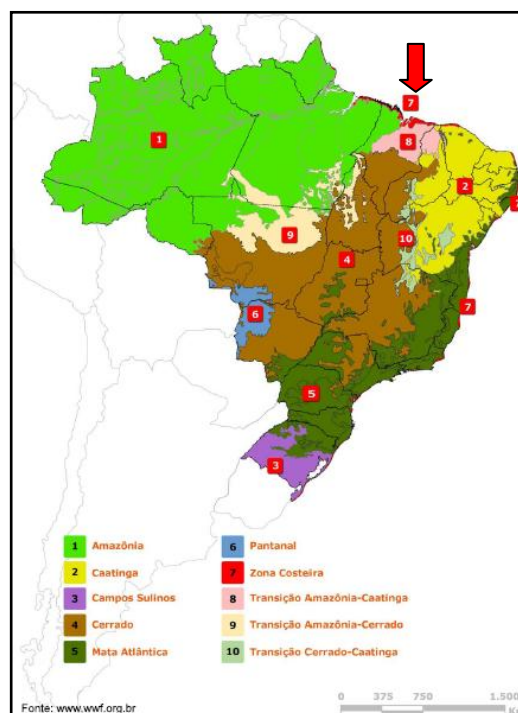 7
8
1
2
9
10
4
7
6
5
3
1 Amazônia
2 Caatinga
3 Campos Sulinos
4 Cerrado
5 Mata Atlântica
6 Pantanal
7 Zona Costeira
8 Transição Amazônia-Caatinga
9 Transição Amazônia-Cerrado
10 Transição Cerrado-Caatinga
Fonte: www.wwf.org.br
0 375 750 1.500